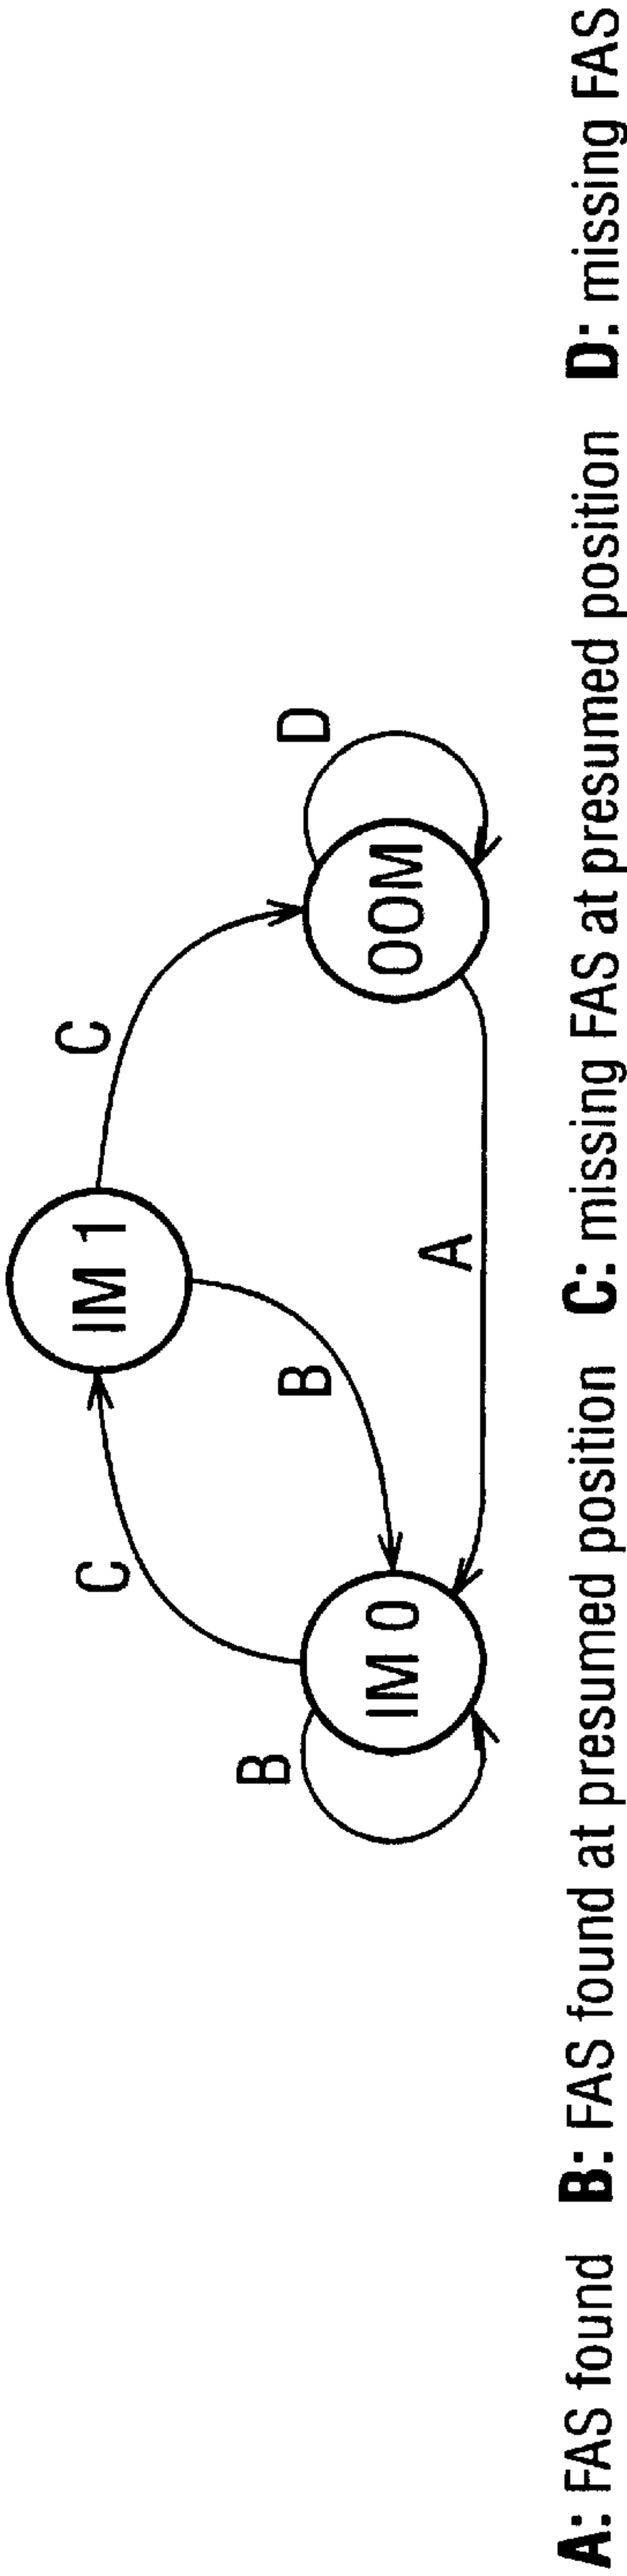 C
C
IM 1
B
D
B
IM 0
OOM
A
A: FAS found B: FAS found at presumed position C: missing FAS at presumed position D: missing FAS